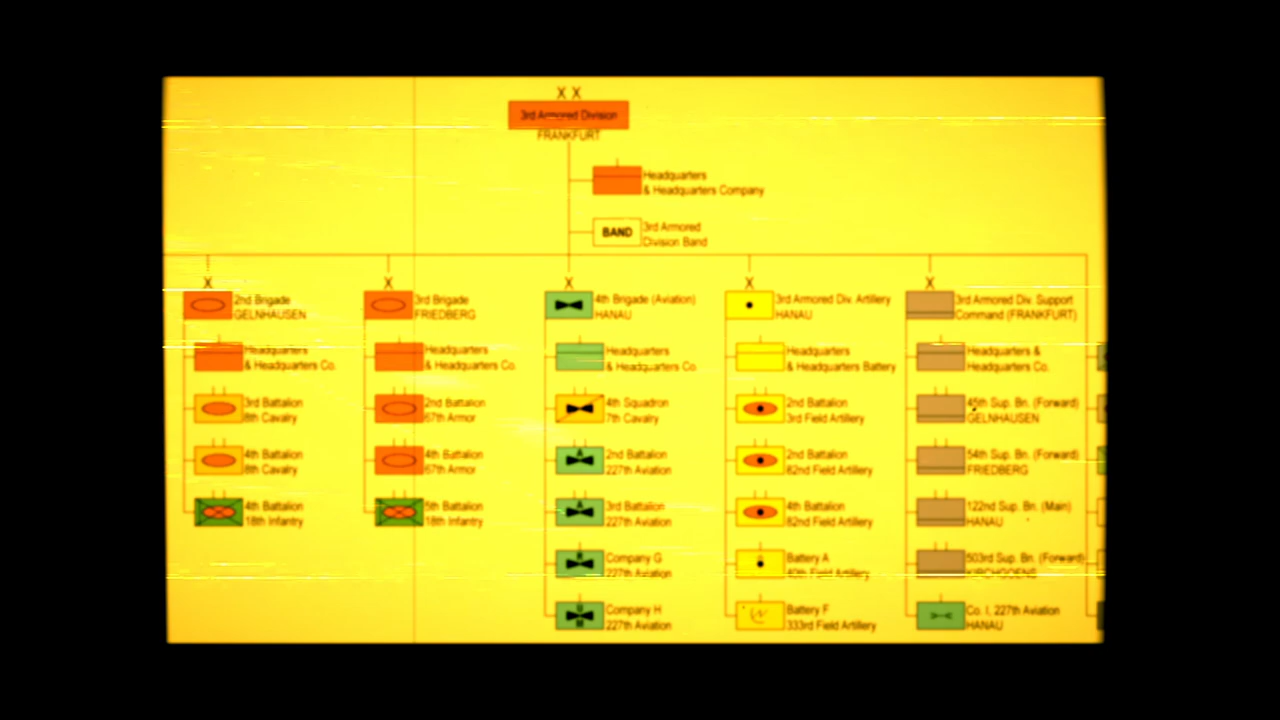 X X
3rd Armored Division
FRANKFURT
Headquarters
& Headquarters Company
BAND
3rd Armored
Division Band
X
2nd Brigade
GELNHAUSEN
Headquarters
& Headquarters Co.
3rd Battalion
8th Cavalry
4th Battalion
8th Cavalry
4th Battalion
18th Infantry
X
3rd Brigade
FRIEDBERG
Headquarters
& Headquarters Co.
2nd Battalion
67th Armor
4th Battalion
67th Armor
5th Battalion
18th Infantry
X
4th Brigade (Aviation)
HANAU
Headquarters
& Headquarters Co.
4th Squadron
7th Cavalry
A
2nd Battalion
227th Aviation
A
3rd Battalion
227th Aviation
Company G
227th Aviation
U
M
Company H
227th Aviation
X
3rd Armored Div. Artillery
HANAU
Headquarters
& Headquarters Battery
2nd Battalion
3rd Field Artillery
2nd Battalion
82nd Field Artillery
4th Battalion
82nd Field Artillery
Battery A
40th Field Artillery
Battery F
333rd Field Artillery
X
3rd Armored Div. Support
Command (FRANKFURT)
Headquarters &
Headquarters Co.
45th Sup. Bn. (Forward)
GELNHAUSEN
54th Sup. Bn. (Forward)
FRIEDBERG
122nd Sup. Bn. (Main)
HANAU
503rd Sup. Bn. (Forward)
KIRCHGOENS
Co. I, 227th Aviation
HANAU